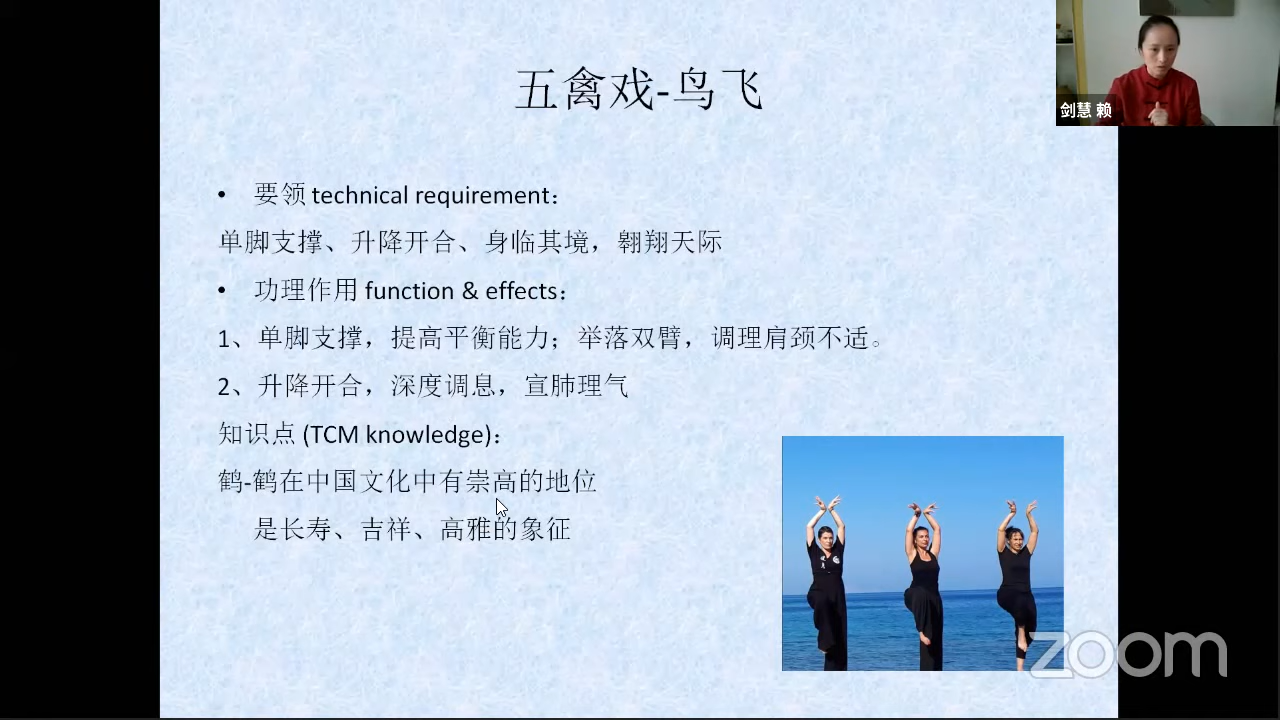 五禽戏-鸟飞
剑慧 赖
• 要领 technical requirement：
单脚支撑、升降开合、身临其境，翱翔天际
• 功理作用 function & effects：
1、单脚支撑，提高平衡能力；举落双臂，调理肩颈不适。
2、升降开合，深度调息，宣肺理气
知识点 (TCM knowledge)：
鹤-鹤在中国文化中有崇高的地位
是长寿、吉祥、高雅的象征
zoom